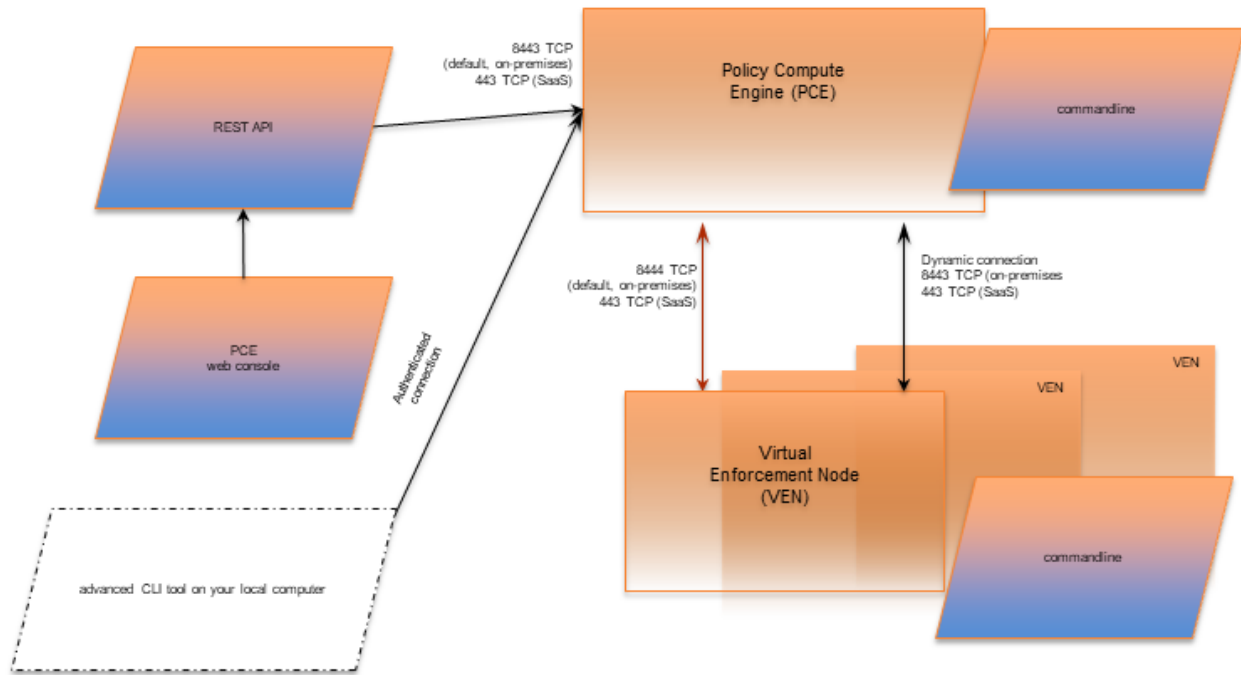 8443 TCP
(default, on-premises)
443 TCP (SaaS)
Policy Compute
Engine (PCE)
commandline
REST API
8444 TCP
(default, on-premises)
443 TCP (SaaS)
Dynamic connection
8443 TCP (on-premises
443 TCP (SaaS)
PCE
web console
Authenticated
connection
VEN
VEN
Virtual
Enforcement Node
(VEN)
commandline
advanced CLI tool on your local computer